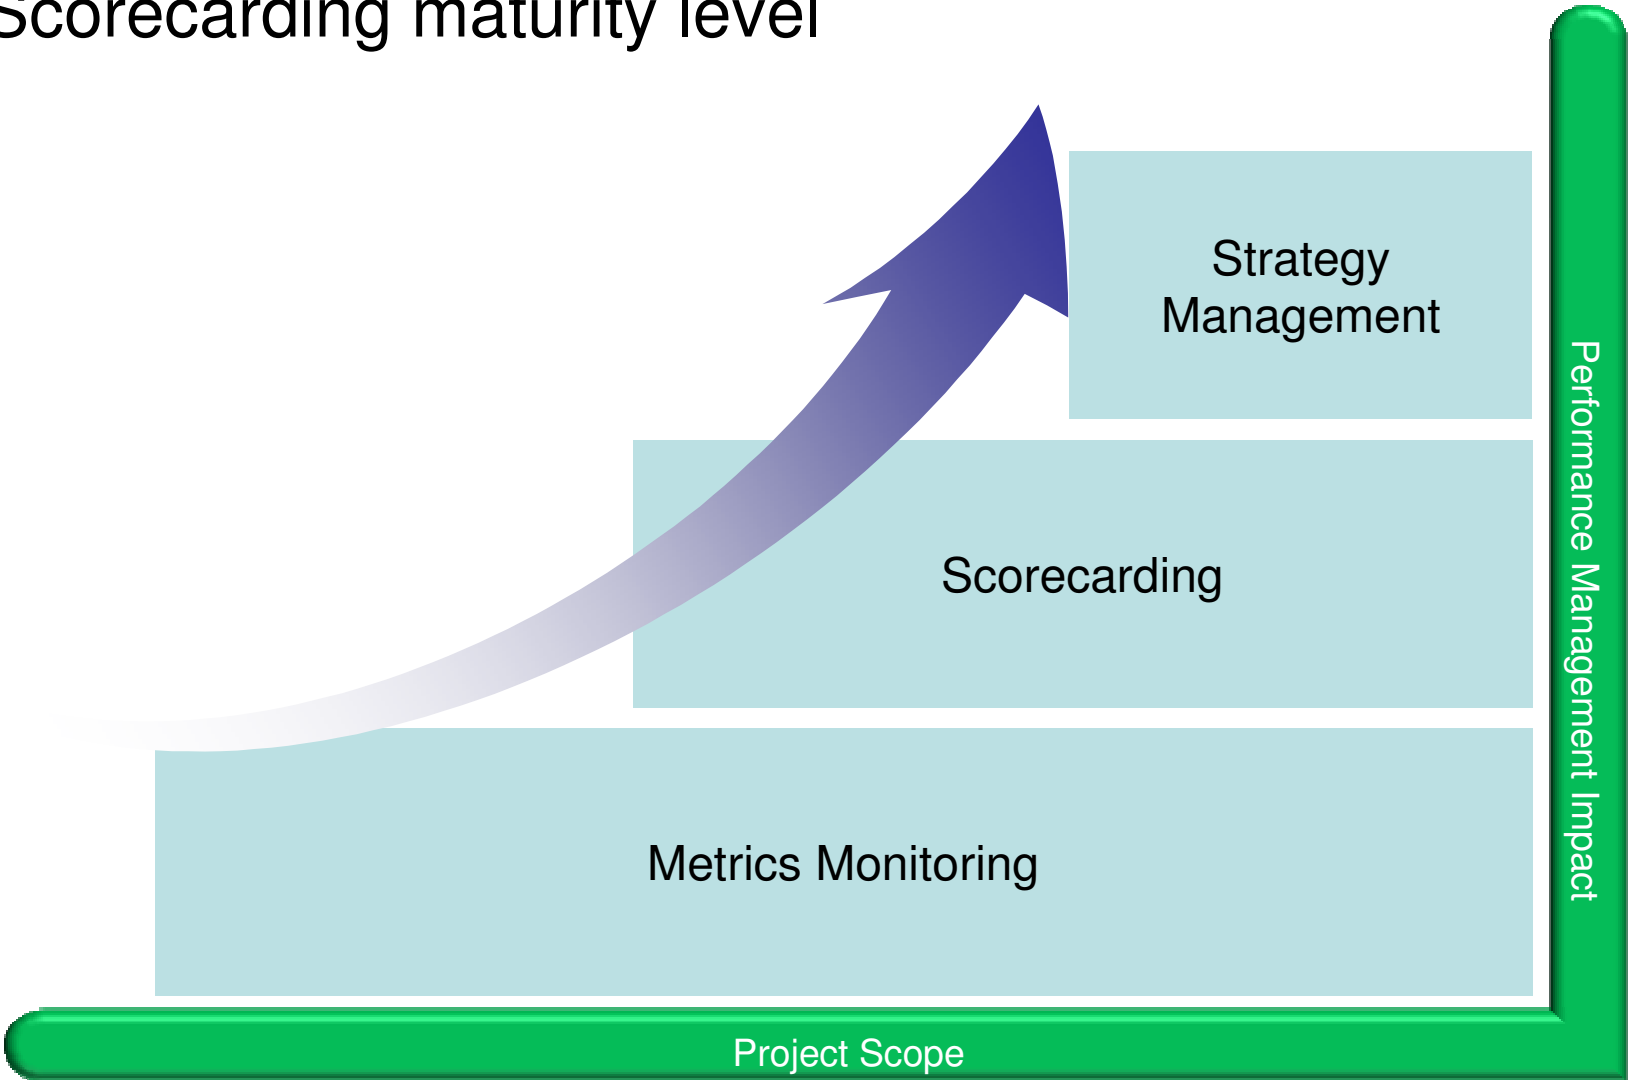 Scorecarding maturity level
Strategy
Management
Scorecarding
Metrics Monitoring
Performance Management Impact
Project Scope